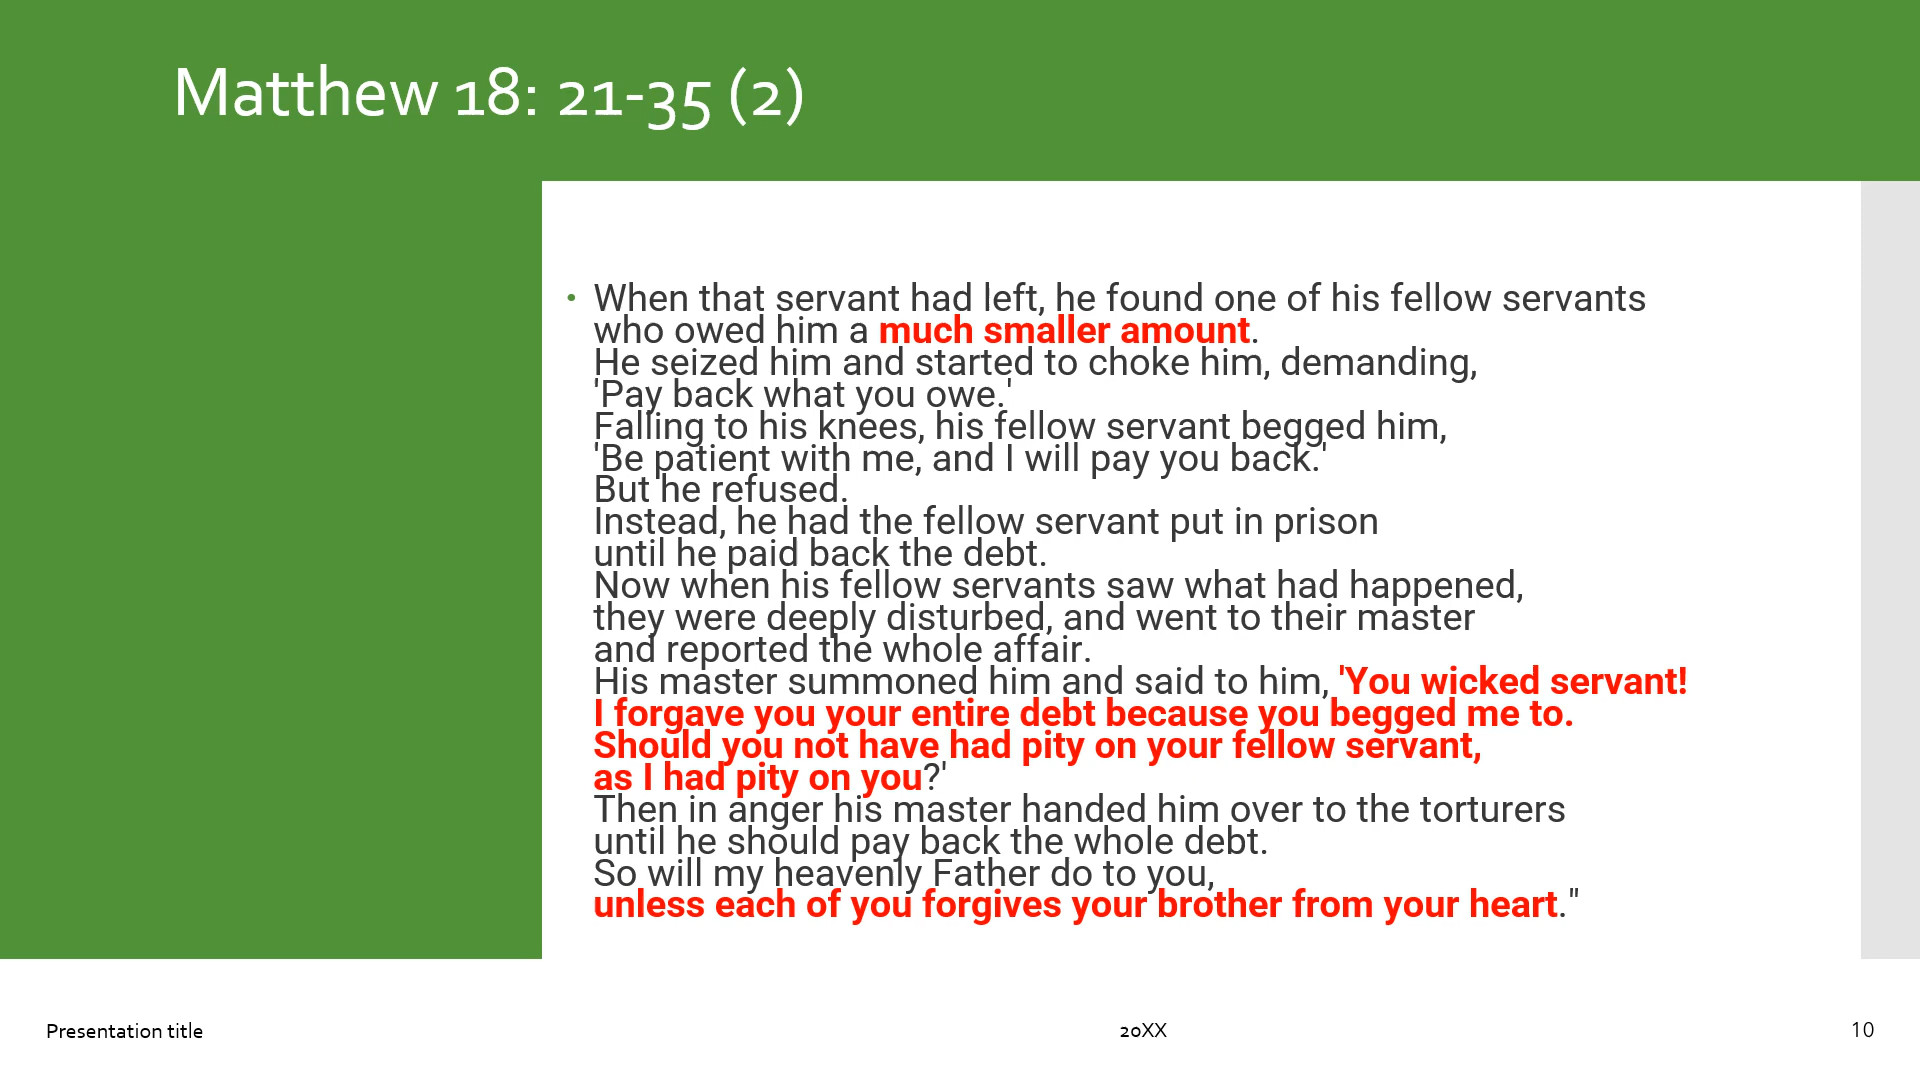 Matthew 18: 21-35 (2)
• When that servant had left, he found one of his fellow servants
who owed him a much smaller amount.
He seized him and started to choke him, demanding,
'Pay back what you owe.'
Falling to his knees, his fellow servant begged him,
'Be patient with me, and I will pay you back.'
But he refused.
Instead, he had the fellow servant put in prison
until he paid back the debt.
Now when his fellow servants saw what had happened,
they were deeply disturbed, and went to their master
and reported the whole affair.
His master summoned him and said to him, 'You wicked servant!
I forgave you your entire debt because you begged me to.
Should you not have had pity on your fellow servant,
as I had pity on you?'
Then in anger his master handed him over to the torturers
until he should pay back the whole debt.
So will my heavenly Father do to you,
unless each of you forgives your brother from your heart."
Presentation title
20XX
10